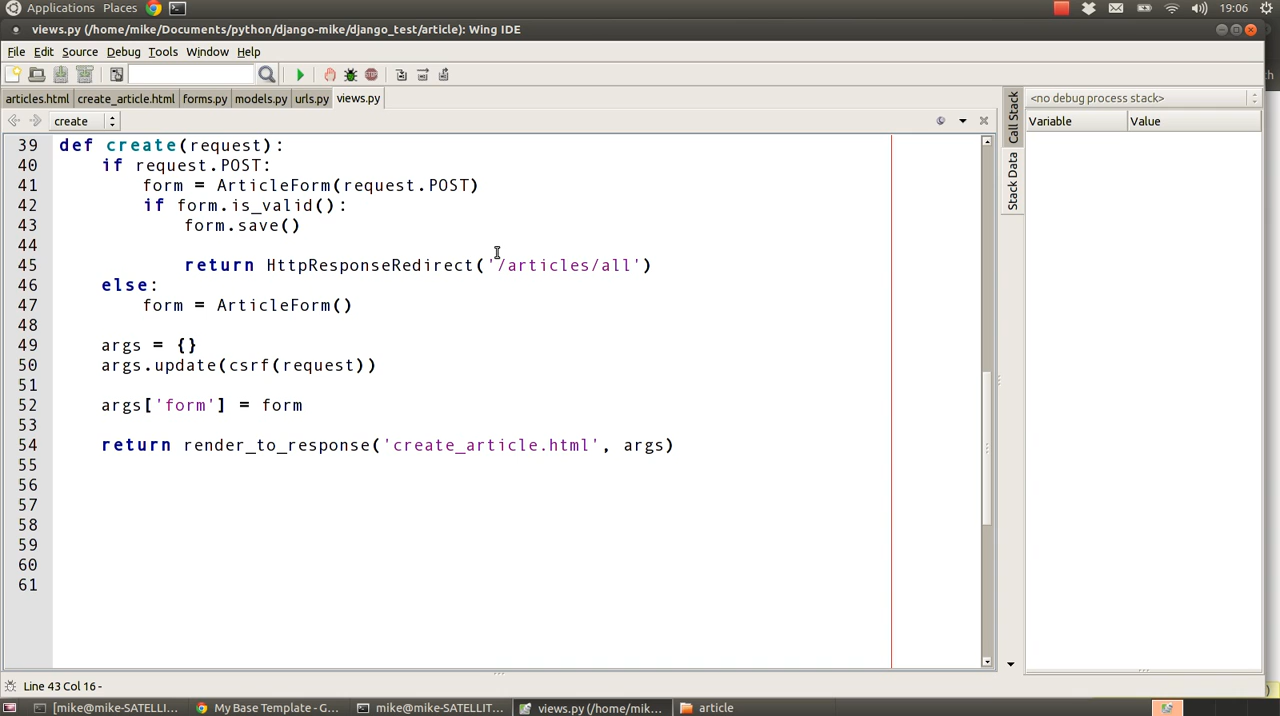 Applications Places 19:06
views.py (/home/mike/Documents/python/django-mike/django_test/article): Wing IDE
File Edit Source Debug Tools Window Help
articles.html create_article.html forms.py models.py urls.py views.py
<no debug process stack>
create
Call Stack
Stack Data
Variable Value
39 def create(request):
40 if request.POST:
41 form = ArticleForm(request.POST)
42 if form.is_valid():
43 form.save()
44
45 return HttpResponseRedirect('/articles/all')
46 else:
47 form = ArticleForm()
48
49 args = {}
50 args.update(csrf(request))
51
52 args['form'] = form
53
54 return render_to_response('create_article.html', args)
55
56
57
58
59
60
61
Line 43 Col 16 -
[mike@mike-SATELLI... My Base Template - G... mike@mike-SATELLIT... views.py (/home/mik... article